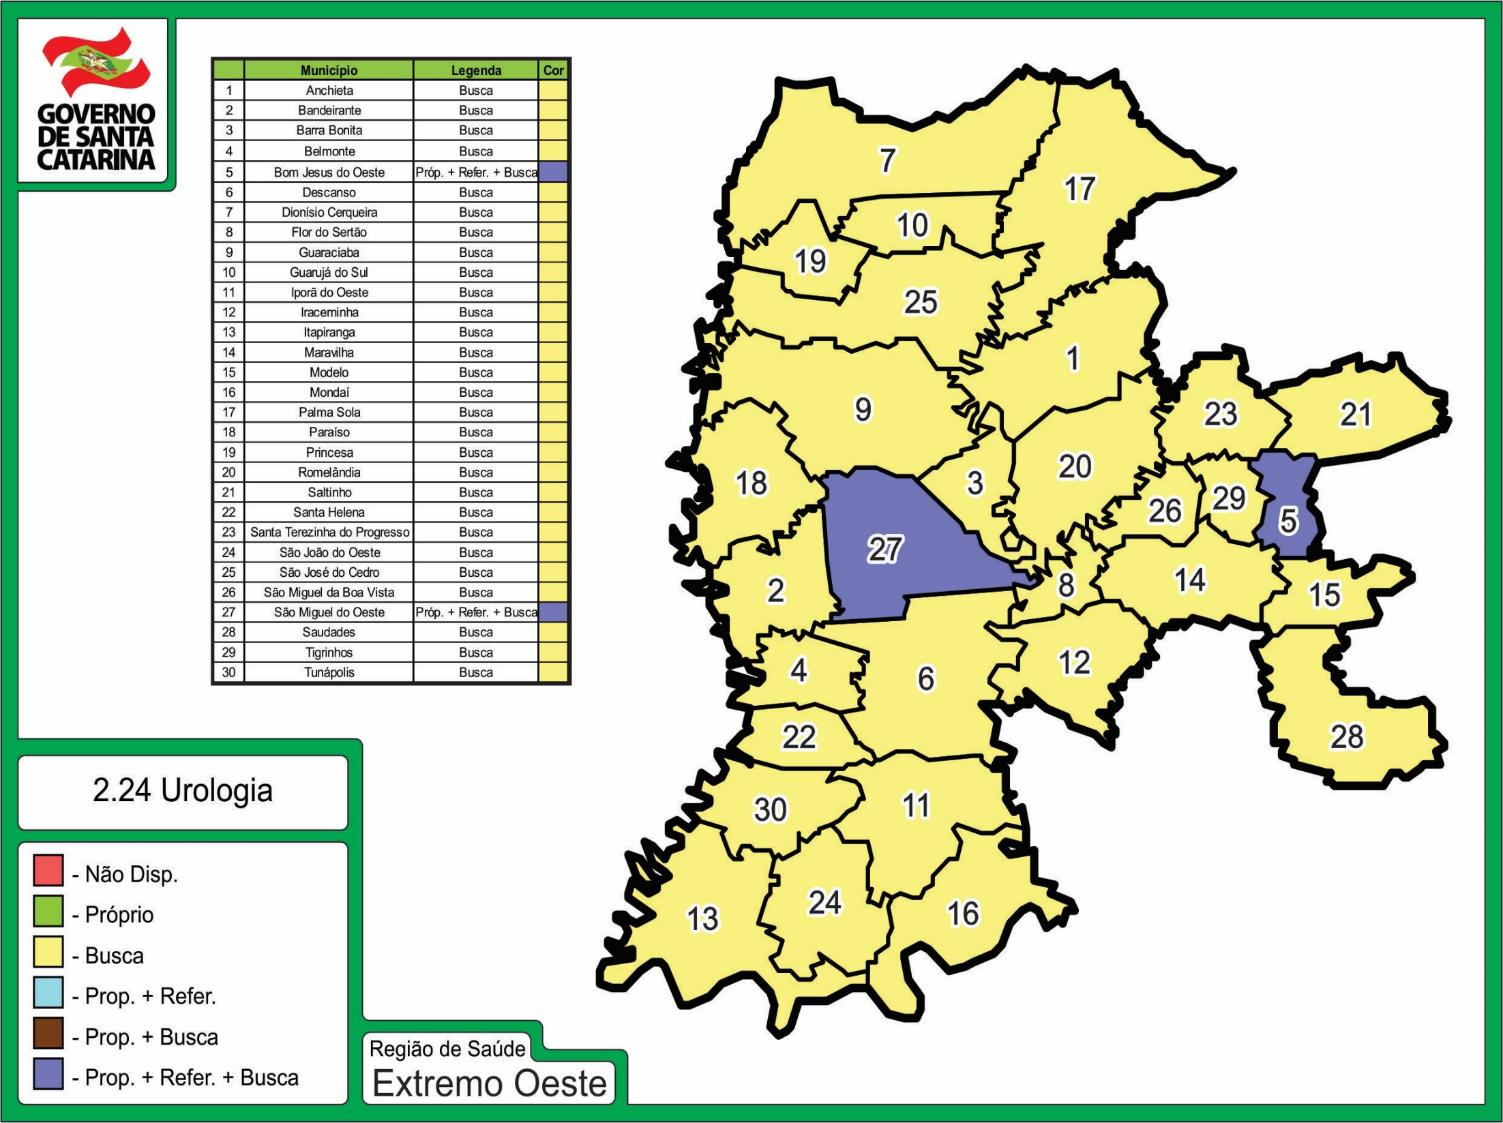 GOVERNO
DE SANTA
CATARINA
Município Legenda Cor
1 Anchieta Busca
2 Bandeirante Busca
3 Barra Bonita Busca
4 Belmonte Busca
5 Bom Jesus do Oeste Próp. + Refer. + Busca
6 Descanso Busca
7 Dionísio Cerqueira Busca
8 Flor do Sertão Busca
9 Guaraciaba Busca
10 Guarujá do Sul Busca
11 Iporã do Oeste Busca
12 Iraceminha Busca
13 Itapiranga Busca
14 Maravilha Busca
15 Modelo Busca
16 Mondaí Busca
17 Palma Sola Busca
18 Paraíso Busca
19 Princesa Busca
20 Romelândia Busca
21 Saltinho Busca
22 Santa Helena Busca
23 Santa Terezinha do Progresso Busca
24 São João do Oeste Busca
25 São José do Cedro Busca
26 São Miguel da Boa Vista Busca
27 São Miguel do Oeste Próp. + Refer. + Busca
28 Saudades Busca
29 Tigrinhos Busca
30 Tunápolis Busca
7
17
10
19
25
1
9
23
21
20
18
3
29
26
5
27
14
8
2
15
12
4
6
22
28
11
30
24
16
13
2.24 Urologia
- Não Disp.
- Próprio
- Busca
- Prop. + Refer.
- Prop. + Busca
- Prop. + Refer. + Busca
Região de Saúde
Extremo Oeste